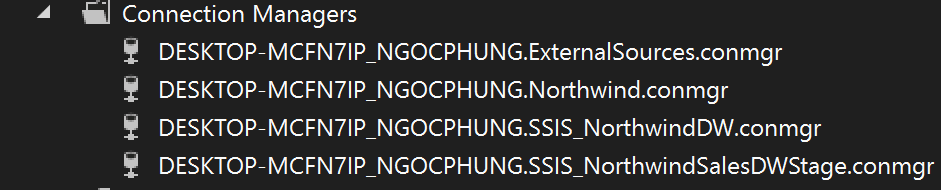 Connection Managers
DESKTOP-MCFN7IP_NGOCPHUNG.ExternalSources.conmgr
DESKTOP-MCFN7IP_NGOCPHUNG.Northwind.conmgr
DESKTOP-MCFN7IP_NGOCPHUNG.SSIS_NorthwindDW.conmgr
DESKTOP-MCFN7IP_NGOCPHUNG.SSIS_NorthwindSalesDWStage.conmgr